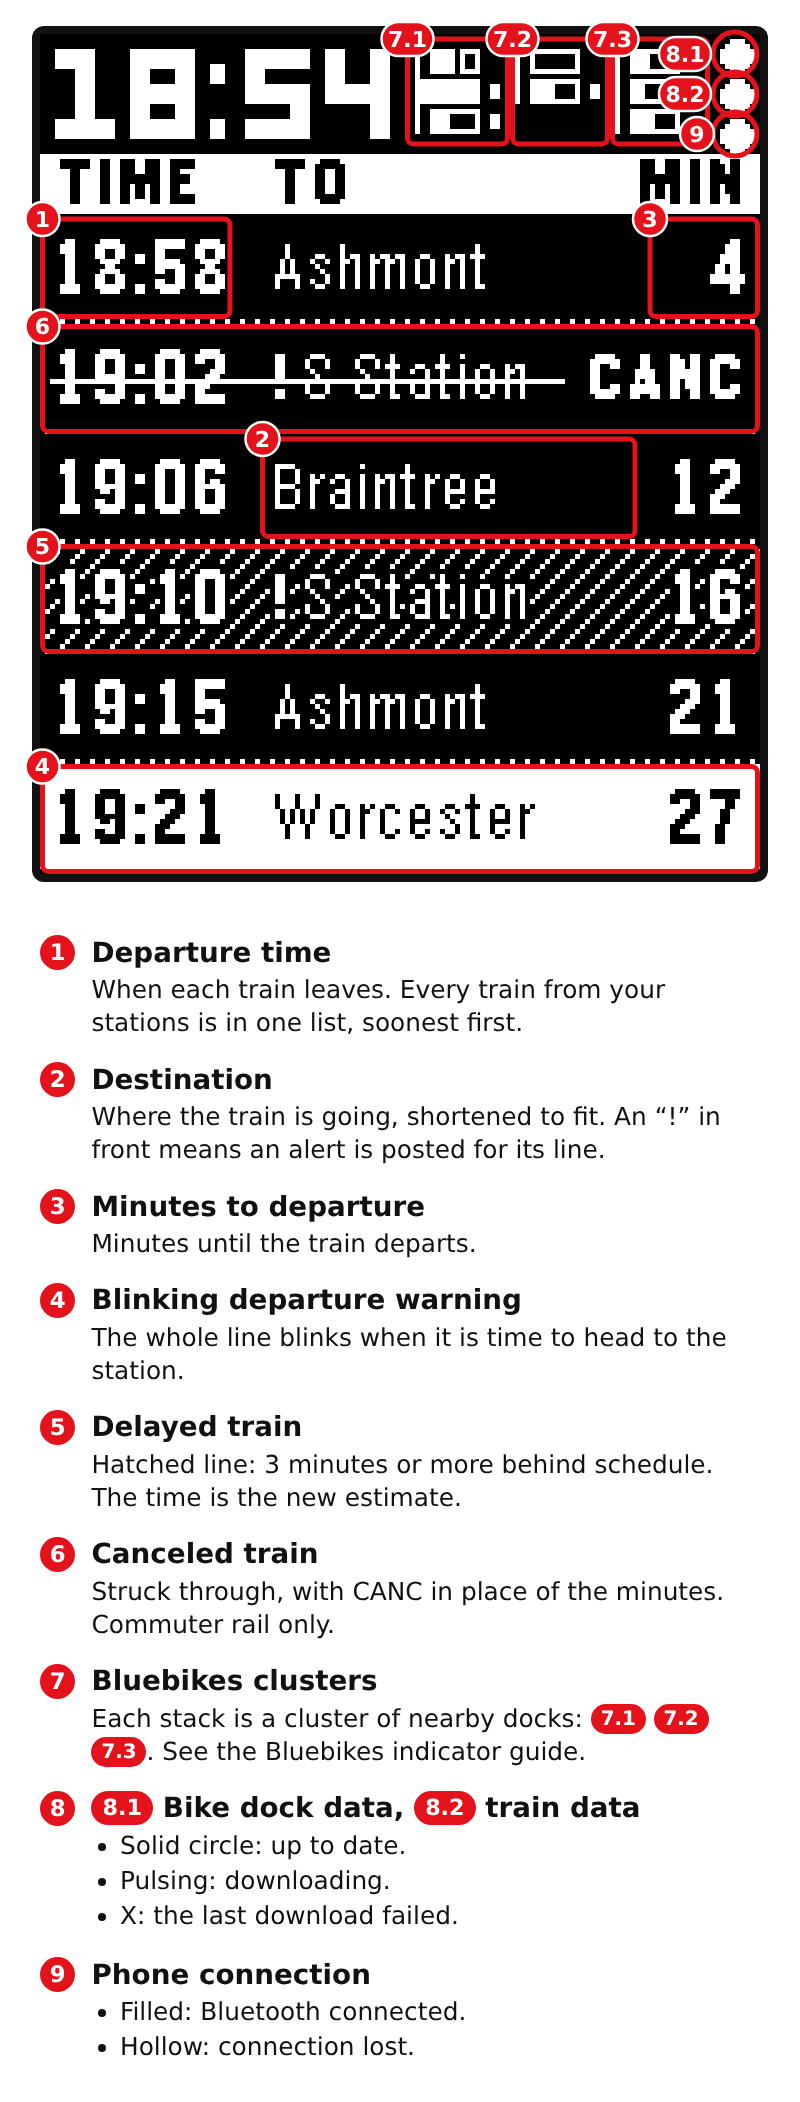 18:54 7.1 7.2 7.3 8.1
8.2
9
TIME TO MIN
1 3
18:58 Ashmont 4
6
19:02 !S Station CANC
2
19:06 Braintree 12
5
19:10 !S Station 16
19:15 Ashmont 21
4
19:21 Worcester 27
1 Departure time
When each train leaves. Every train from your
stations is in one list, soonest first.
2 Destination
Where the train is going, shortened to fit. An “!” in
front means an alert is posted for its line.
3 Minutes to departure
Minutes until the train departs.
4 Blinking departure warning
The whole line blinks when it is time to head to the
station.
5 Delayed train
Hatched line: 3 minutes or more behind schedule.
The time is the new estimate.
6 Canceled train
Struck through, with CANC in place of the minutes.
Commuter rail only.
7 Bluebikes clusters
Each stack is a cluster of nearby docks: 7.1 7.2
7.3. See the Bluebikes indicator guide.
8 8.1 Bike dock data, 8.2 train data
• Solid circle: up to date.
• Pulsing: downloading.
• X: the last download failed.
9 Phone connection
• Filled: Bluetooth connected.
• Hollow: connection lost.